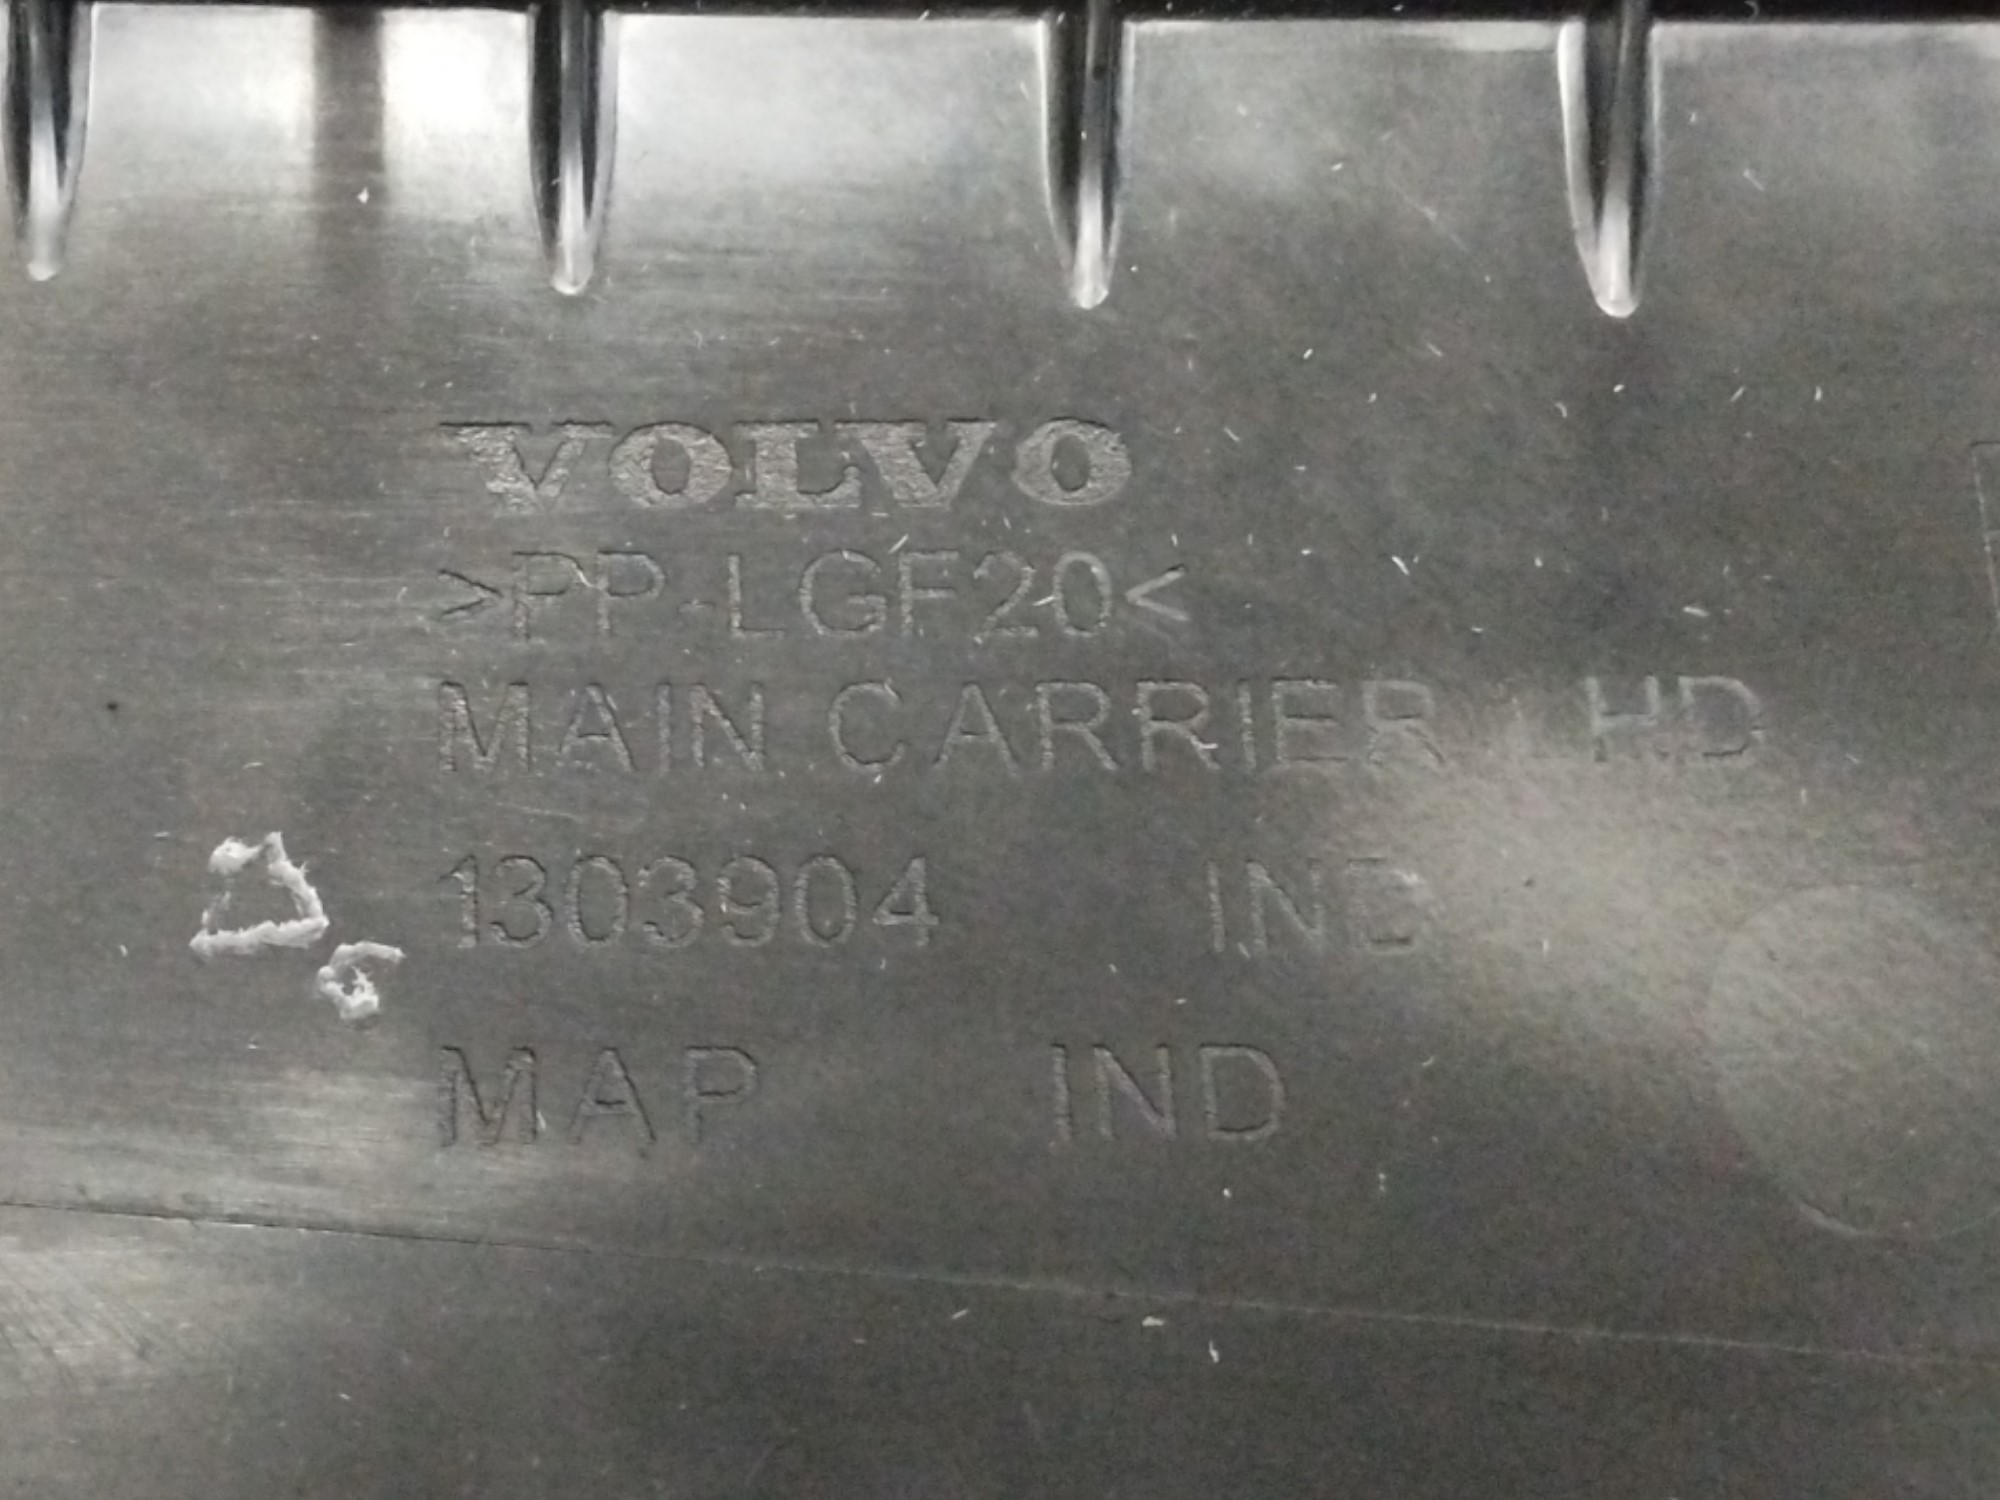 VOLVO
>PP-LGF20<
MAIN CARRIER LHD
1303904 IND
MAP IND